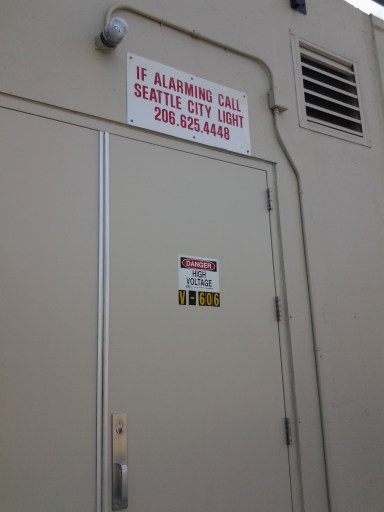 IF ALARMING CALL
SEATTLE CITY LIGHT
206.625.4448
DANGER
HIGH
VOLTAGE
V-606